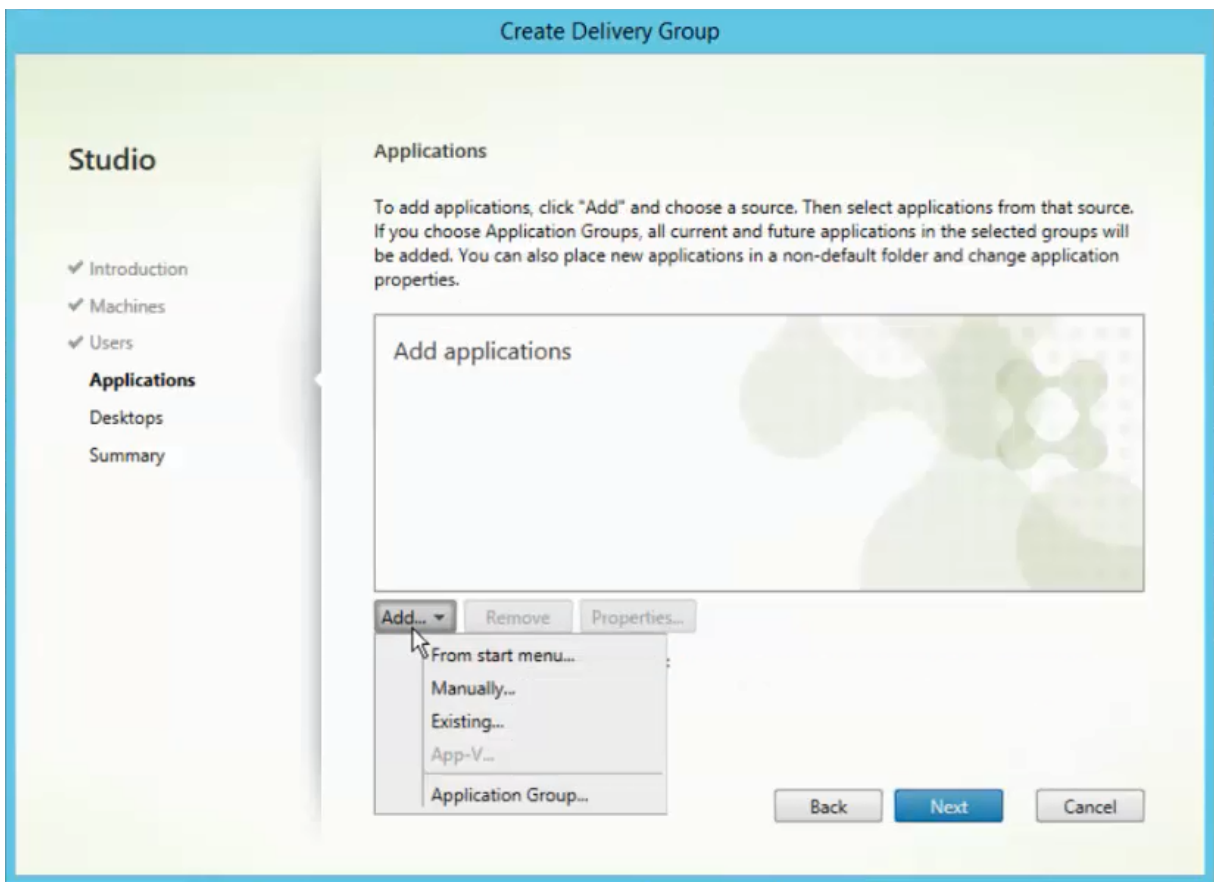 Create Delivery Group
Studio
✔ Introduction
✔ Machines
✔ Users
Applications
Desktops
Summary
Applications
To add applications, click "Add" and choose a source. Then select applications from that source.
If you choose Application Groups, all current and future applications in the selected groups will
be added. You can also place new applications in a non-default folder and change application
properties.
Add applications
Add... Remove Properties...
From start menu...
Manually...
Existing...
App-V...
Application Group...
Back Next Cancel